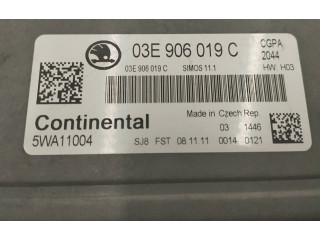 03E 906 019 C
CGPA
2044
03E 906 019 C SIMOS 11.1 HW: H03
Made in Czech Rep.
Continental 03 1446
5WA11004 SJ8 FST 08 11 11 0014 0121